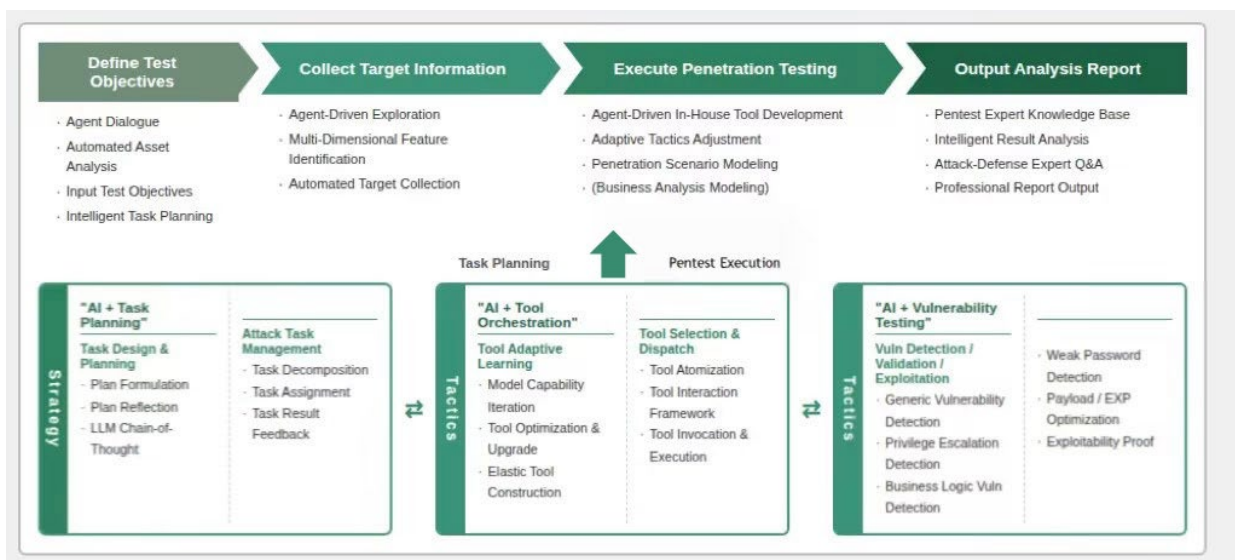 Define Test
Objectives
Collect Target Information
Execute Penetration Testing
Output Analysis Report
· Agent Dialogue
· Automated Asset
Analysis
· Input Test Objectives
· Intelligent Task Planning
· Agent-Driven Exploration
· Multi-Dimensional Feature
Identification
· Automated Target Collection
· Agent-Driven In-House Tool Development
· Adaptive Tactics Adjustment
· Penetration Scenario Modeling
· (Business Analysis Modeling)
· Pentest Expert Knowledge Base
· Intelligent Result Analysis
· Attack-Defense Expert Q&A
· Professional Report Output
Task Planning
Pentest Execution
Strategy
"AI + Task
Planning"
Task Design &
Planning
· Plan Formulation
· Plan Reflection
· LLM Chain-of-
Thought
Attack Task
Management
· Task Decomposition
· Task Assignment
· Task Result
Feedback
⇄
Tactics
"AI + Tool
Orchestration"
Tool Adaptive
Learning
· Model Capability
Iteration
· Tool Optimization &
Upgrade
· Elastic Tool
Construction
Tool Selection &
Dispatch
· Tool Atomization
· Tool Interaction
Framework
· Tool Invocation &
Execution
⇄
Tactics
"AI + Vulnerability
Testing"
Vuln Detection /
Validation /
Exploitation
· Generic Vulnerability
Detection
· Privilege Escalation
Detection
· Business Logic Vuln
Detection
· Weak Password
Detection
· Payload / EXP
Optimization
· Exploitability Proof